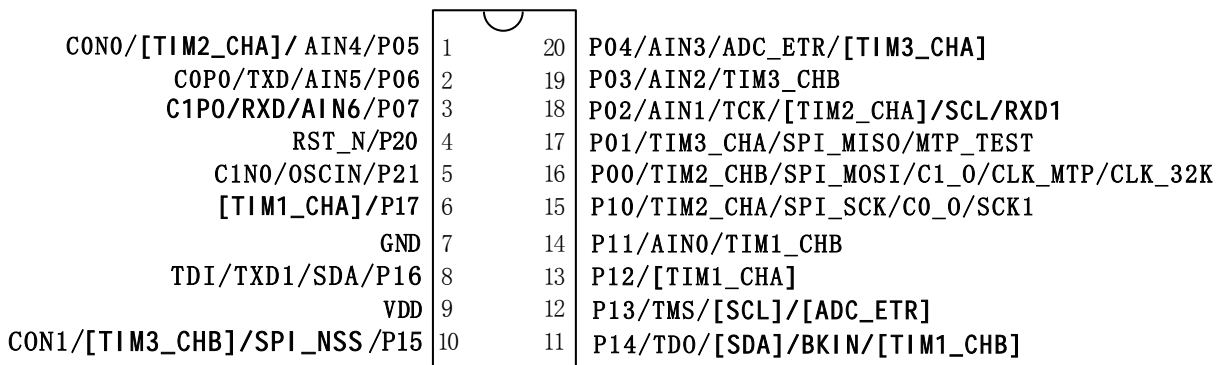 C0N0/[TIM2_CHA]/AIN4/P05 1 20 P04/AIN3/ADC_ETR/[TIM3_CHA]
C0P0/TXD/AIN5/P06 2 19 P03/AIN2/TIM3_CHB
C1P0/RXD/AIN6/P07 3 18 P02/AIN1/TCK/[TIM2_CHA]/SCL/RXD1
RST_N/P20 4 17 P01/TIM3_CHA/SPI_MISO/MTP_TEST
C1N0/OSCIN/P21 5 16 P00/TIM2_CHB/SPI_MOSI/C1_O/CLK_MTP/CLK_32K
[TIM1_CHA]/P17 6 15 P10/TIM2_CHA/SPI_SCK/C0_O/SCK1
GND 7 14 P11/AIN0/TIM1_CHB
TDI/TXD1/SDA/P16 8 13 P12/[TIM1_CHA]
VDD 9 12 P13/TMS/[SCL]/[ADC_ETR]
CON1/[TIM3_CHB]/SPI_NSS/P15 10 11 P14/TDO/[SDA]/BKIN/[TIM1_CHB]